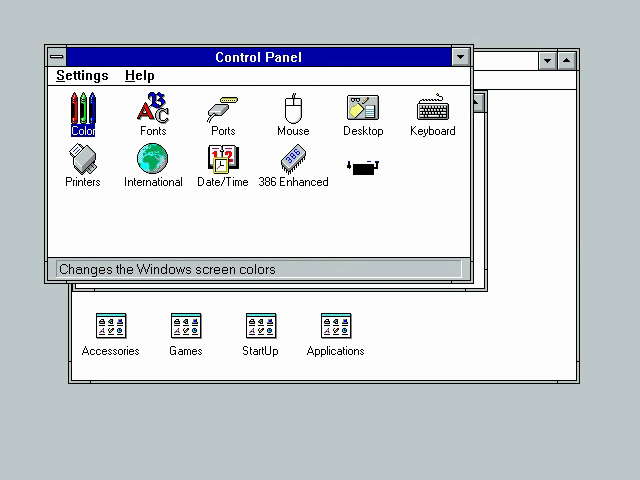 Control Panel
Settings Help
Color Fonts Ports Mouse Desktop Keyboard
Printers International Date/Time 386 Enhanced
Changes the Windows screen colors
Accessories Games StartUp Applications